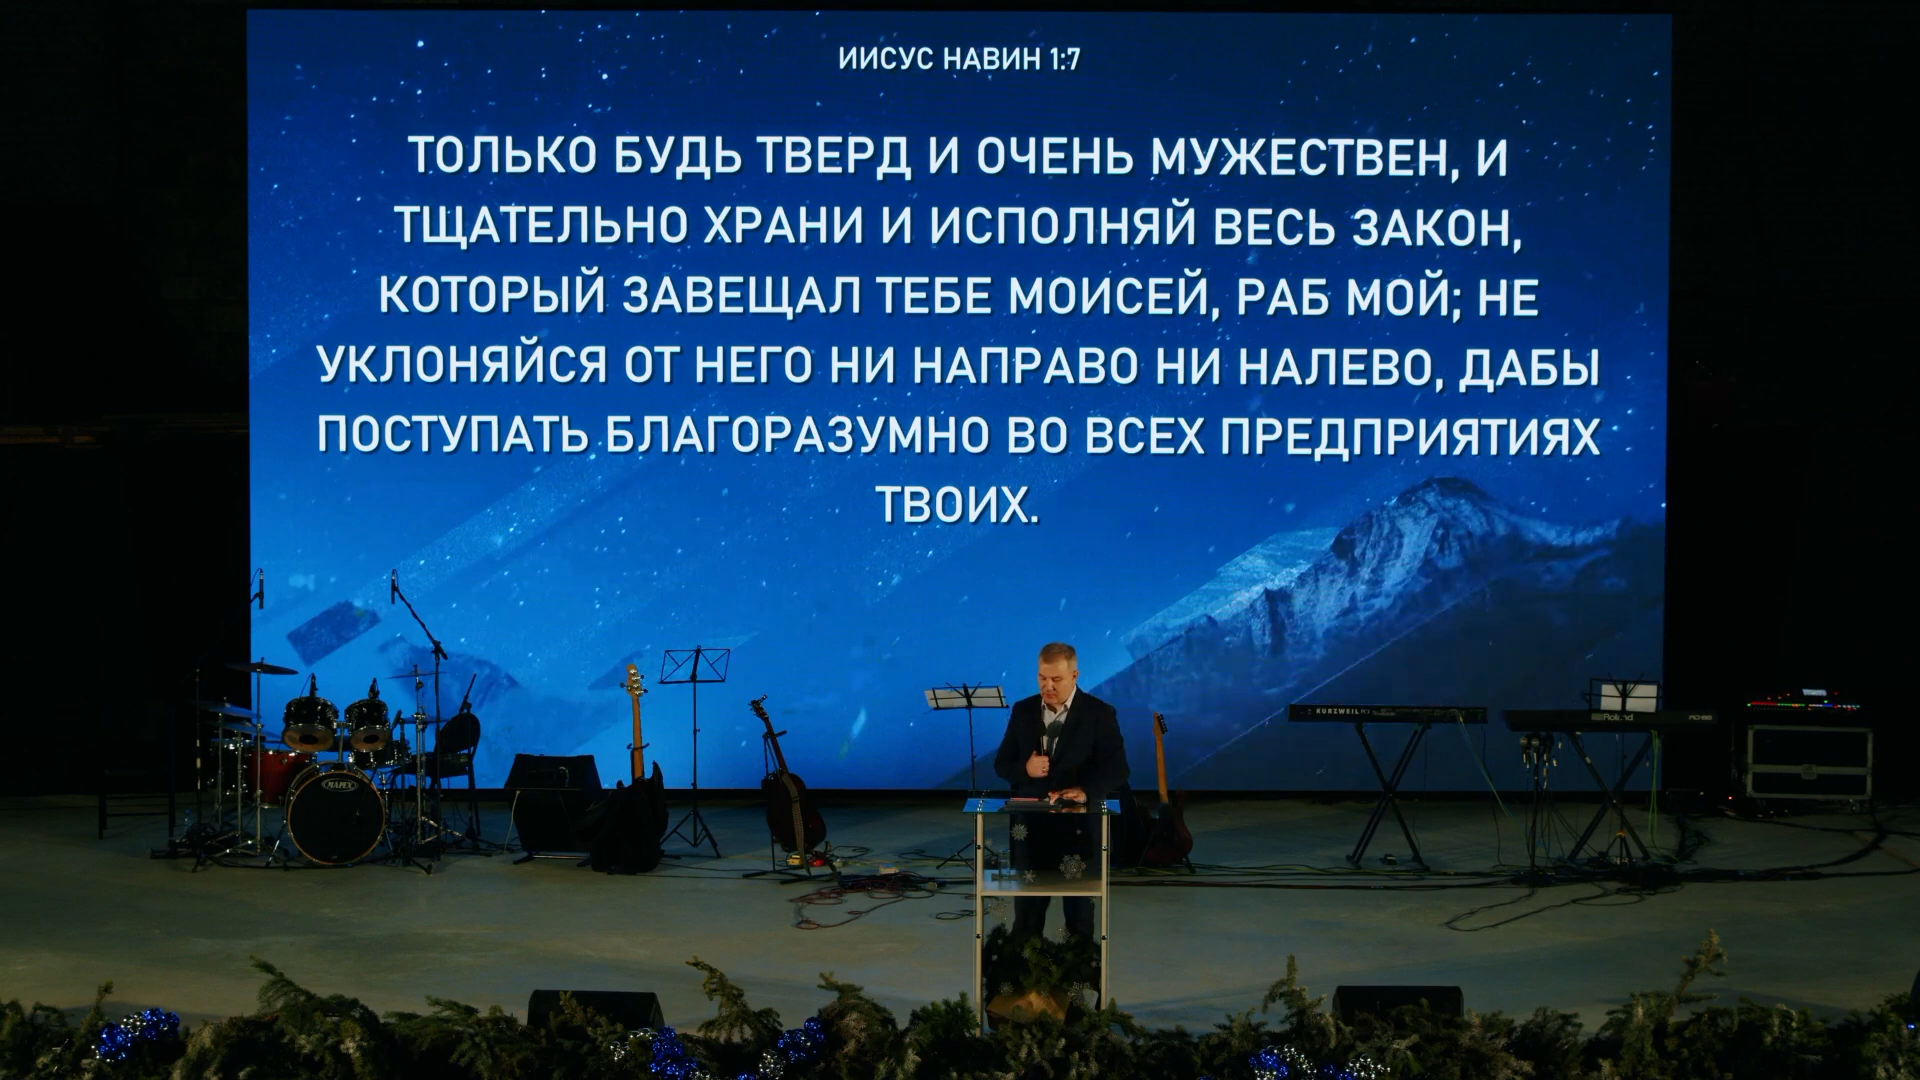 ИИСУС НАВИН 1:7
ТОЛЬКО БУДЬ ТВЕРД И ОЧЕНЬ МУЖЕСТВЕН, И
ТЩАТЕЛЬНО ХРАНИ И ИСПОЛНЯЙ ВЕСЬ ЗАКОН,
КОТОРЫЙ ЗАВЕЩАЛ ТЕБЕ МОИСЕЙ, РАБ МОЙ; НЕ
УКЛОНЯЙСЯ ОТ НЕГО НИ НАПРАВО НИ НАЛЕВО, ДАБЫ
ПОСТУПАТЬ БЛАГОРАЗУМНО ВО ВСЕХ ПРЕДПРИЯТИЯХ
ТВОИХ.
MAPEX
KURZWEIL
Roland